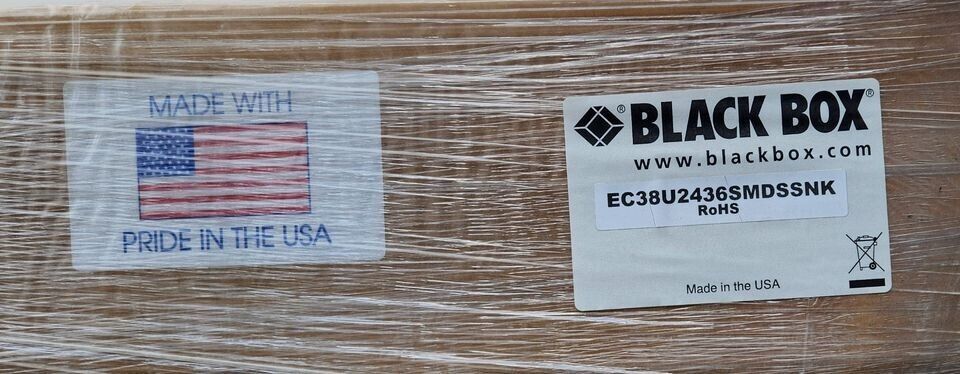 MADE WITH
PRIDE IN THE USA
BLACK BOX®
www.blackbox.com
EC38U2436SMDSSNK
RoHS
Made in the USA